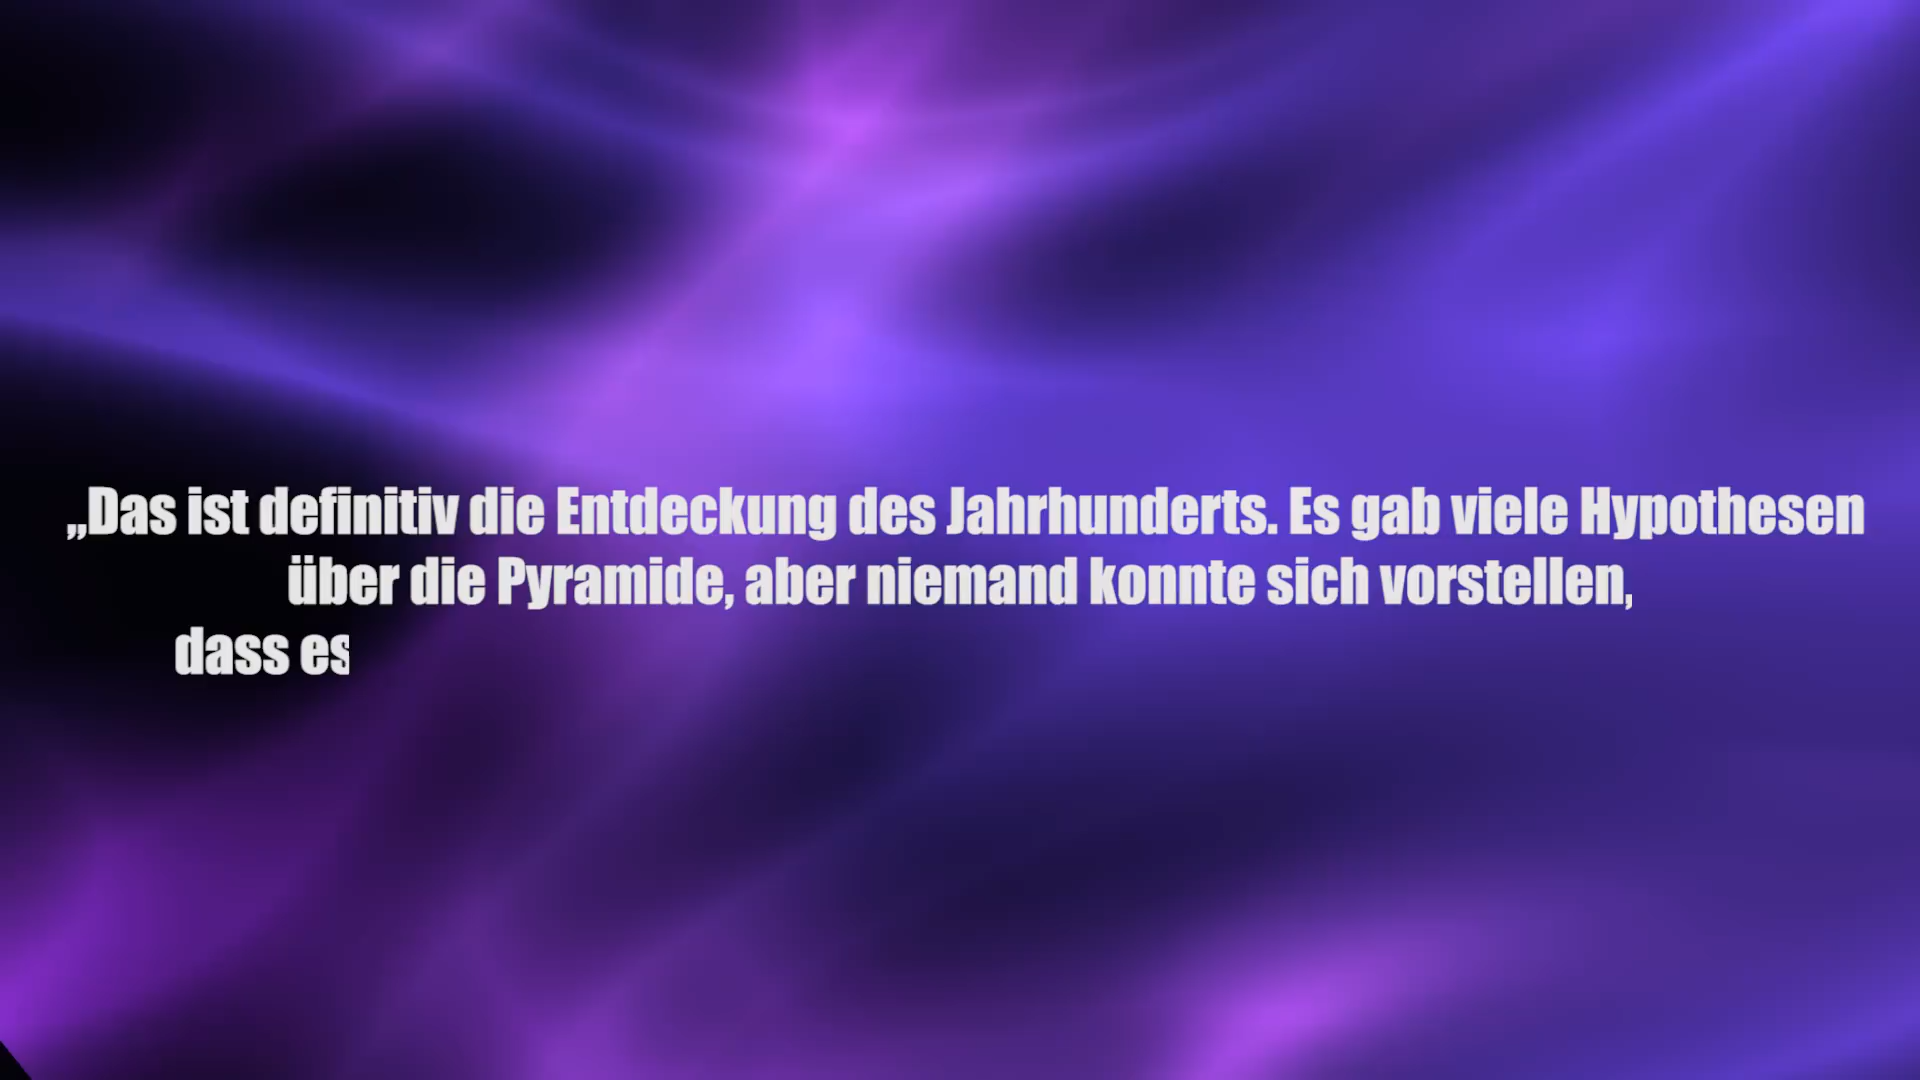 „Das ist definitiv die Entdeckung des Jahrhunderts. Es gab viele Hypothesen
über die Pyramide, aber niemand konnte sich vorstellen,
dass es